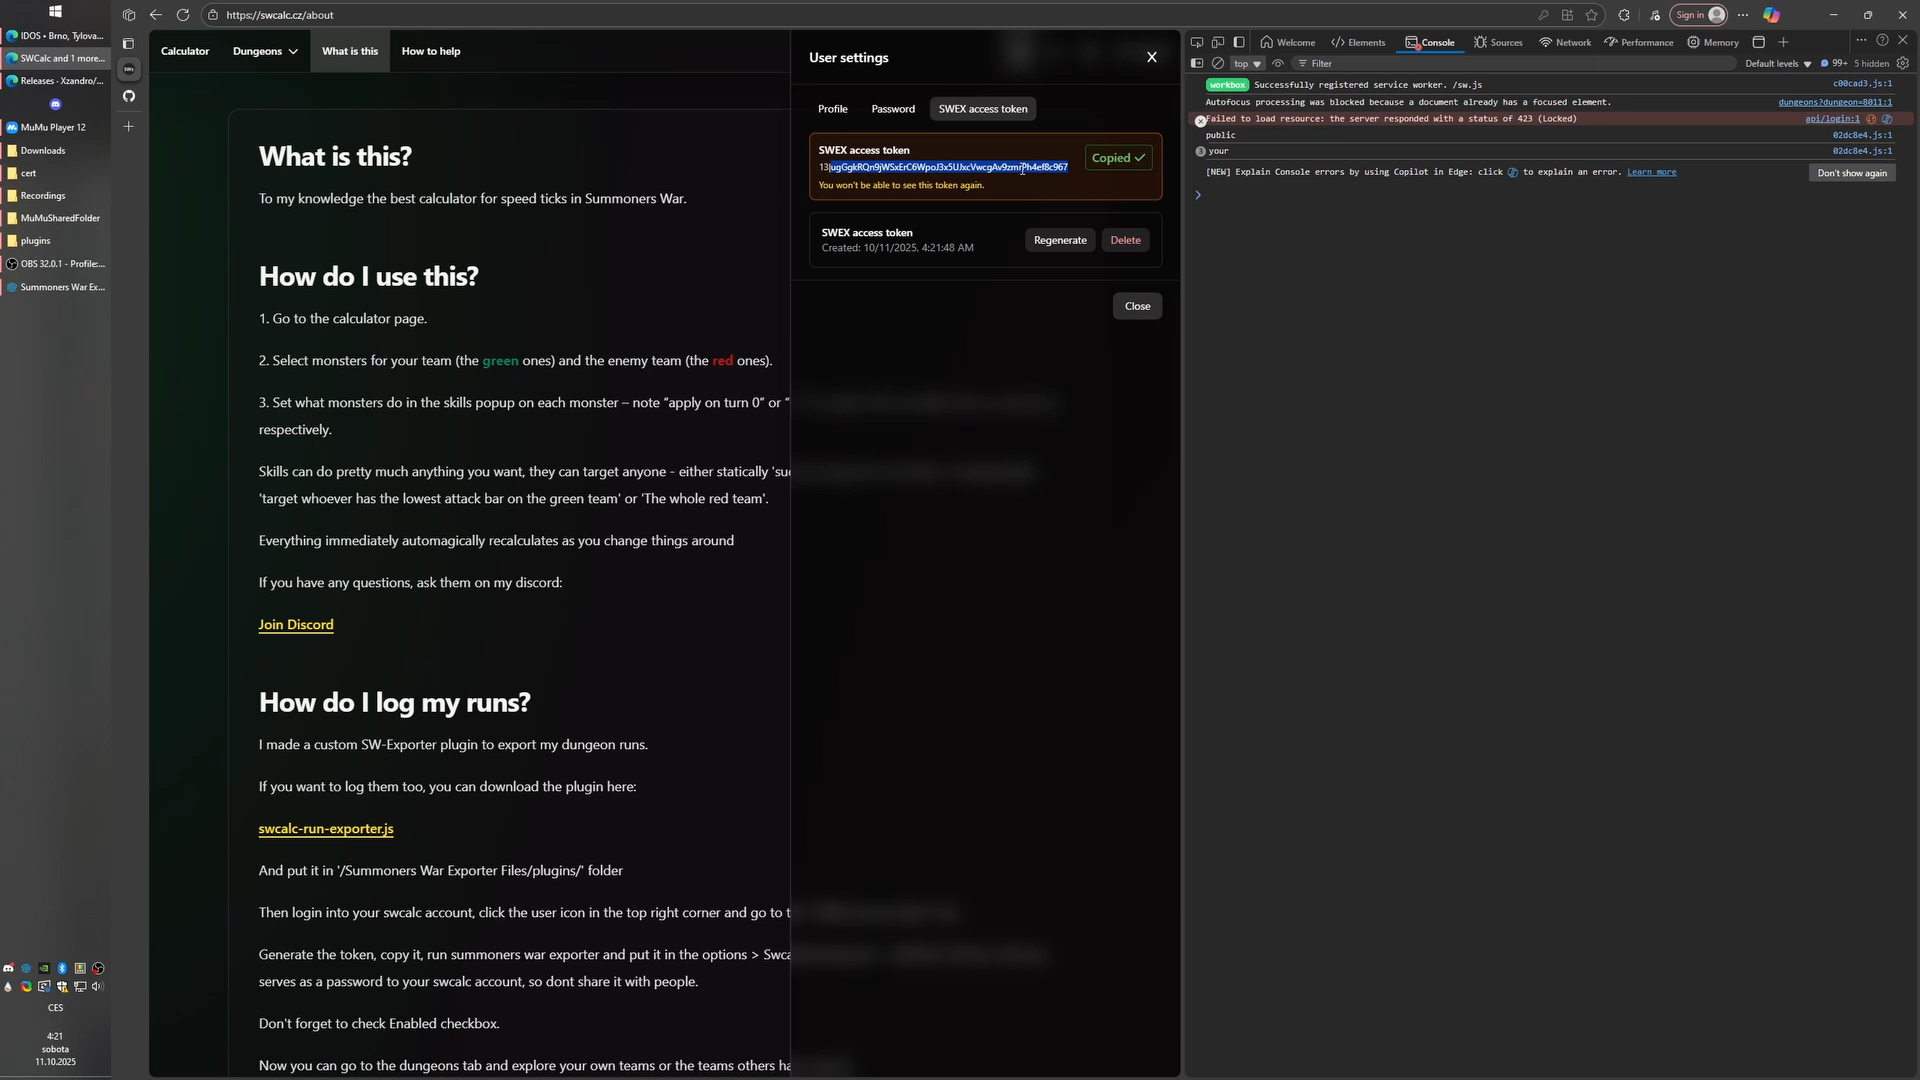 https://swcalc.cz/about
Sign in
IDOS • Brno, Tylova...
SWCalc and 1 more...
Releases · Xzandro/...
MuMu Player 12
Downloads
cert
Recordings
MuMuSharedFolder
plugins
OBS 32.0.1 - Profile:...
Summoners War Ex...
CES
4:21
sobota
11.10.2025
Calculator
Dungeons
What is this
How to help
What is this?
To my knowledge the best calculator for speed ticks in Summoners War.
How do I use this?
1. Go to the calculator page.
2. Select monsters for your team (the green ones) and the enemy team (the red ones).
3. Set what monsters do in the skills popup on each monster – note “apply on turn 0” or “
respectively.
Skills can do pretty much anything you want, they can target anyone - either statically 'su
'target whoever has the lowest attack bar on the green team' or 'The whole red team'.
Everything immediately automagically recalculates as you change things around
If you have any questions, ask them on my discord:
Join Discord
How do I log my runs?
I made a custom SW-Exporter plugin to export my dungeon runs.
If you want to log them too, you can download the plugin here:
swcalc-run-exporter.js
And put it in '/Summoners War Exporter Files/plugins/' folder
Then login into your swcalc account, click the user icon in the top right corner and go to t
Generate the token, copy it, run summoners war exporter and put it in the options > Swca
serves as a password to your swcalc account, so dont share it with people.
Don't forget to check Enabled checkbox.
Now you can go to the dungeons tab and explore your own teams or the teams others ha
User settings
Profile
Password
SWEX access token
SWEX access token
Copied
You won't be able to see this token again.
SWEX access token
Created: 10/11/2025, 4:21:48 AM
Regenerate
Delete
Close
Welcome
Elements
Console
Sources
Network
Performance
Memory
top
Filter
Default levels
99+
5 hidden
workbox Successfully registered service worker. /sw.js
c00cad3.js:1
Autofocus processing was blocked because a document already has a focused element.
dungeons?dungeon=8011:1
Failed to load resource: the server responded with a status of 423 (Locked)
api/login:1
public
02dc8e4.js:1
3 your
02dc8e4.js:1
[NEW] Explain Console errors by using Copilot in Edge: click to explain an error. Learn more
Don't show again